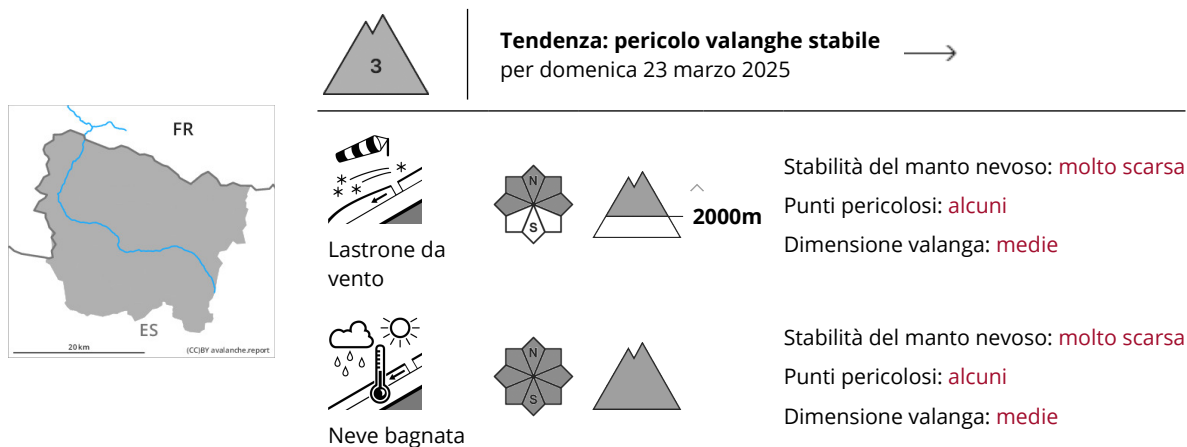 3
Tendenza: pericolo valanghe stabile
per domenica 23 marzo 2025
FR
ES
20 km
(CC)BY avalanche.report
N
S
2000m
Lastrone da
vento
Stabilità del manto nevoso: molto scarsa
Punti pericolosi: alcuni
Dimensione valanga: medie
N
S
Neve bagnata
Stabilità del manto nevoso: molto scarsa
Punti pericolosi: alcuni
Dimensione valanga: medie